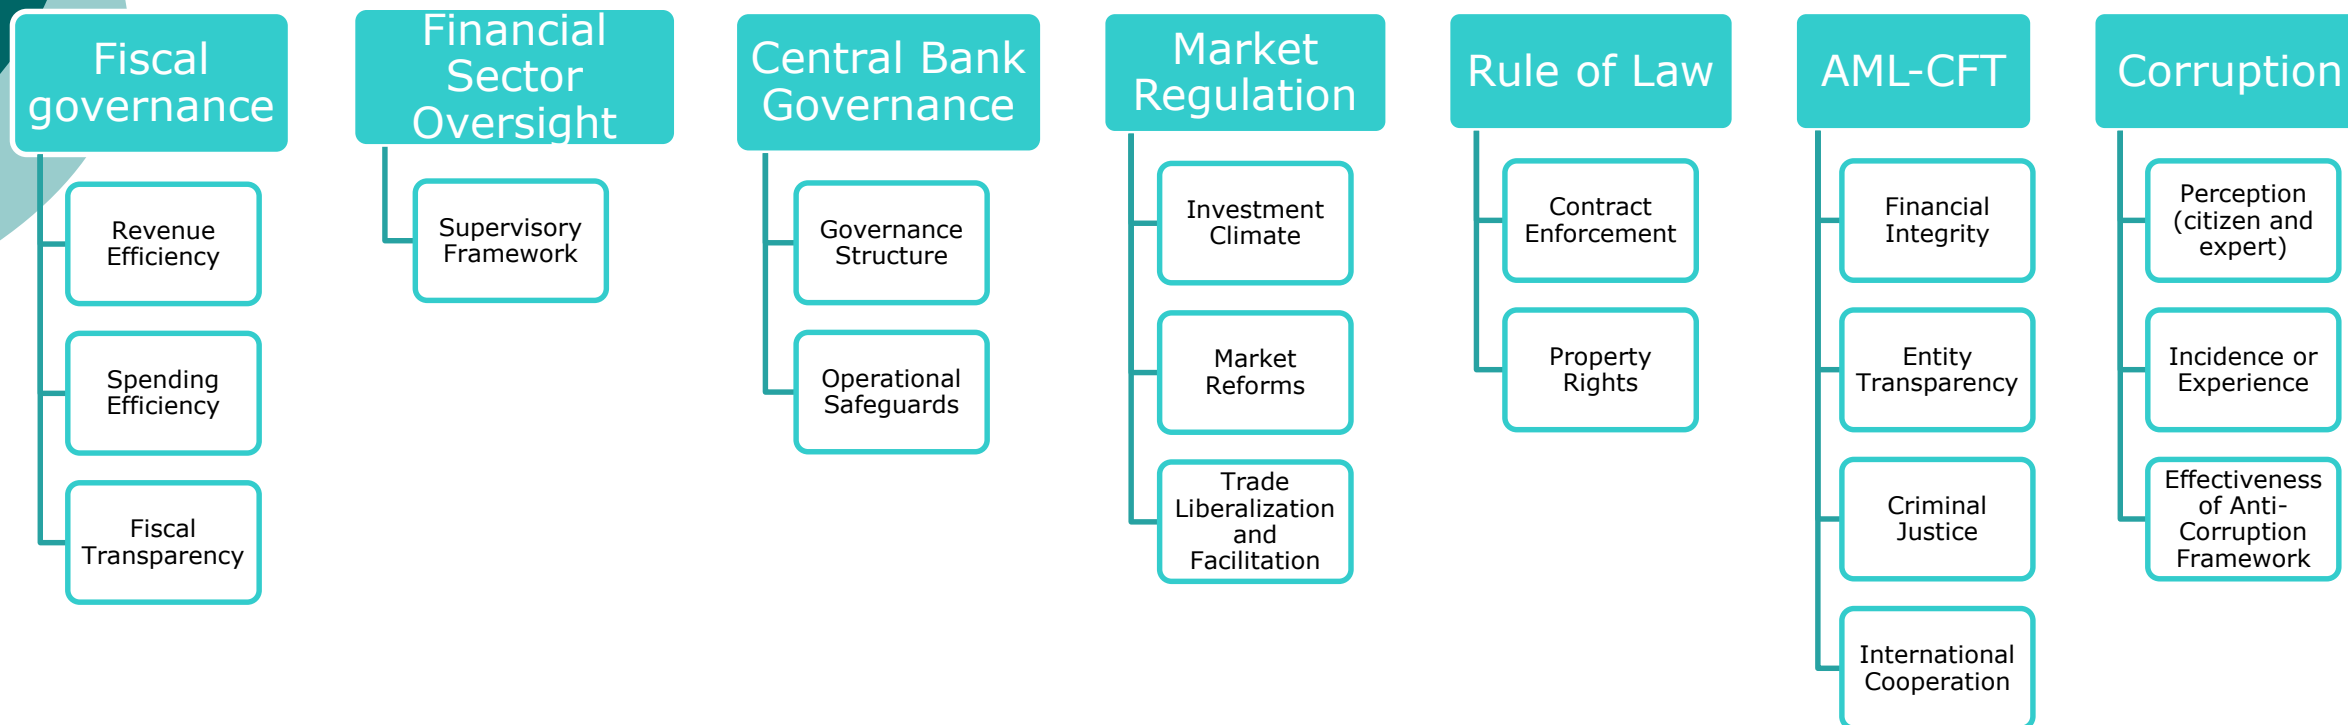 Fiscal
governance
Revenue
Efficiency
Spending
Efficiency
Fiscal
Transparency
Financial
Sector
Oversight
Supervisory
Framework
Central Bank
Governance
Governance
Structure
Operational
Safeguards
Market
Regulation
Investment
Climate
Market
Reforms
Trade
Liberalization
and
Facilitation
Rule of Law
Contract
Enforcement
Property
Rights
AML-CFT
Financial
Integrity
Entity
Transparency
Criminal
Justice
International
Cooperation
Corruption
Perception
(citizen and
expert)
Incidence or
Experience
Effectiveness
of Anti-
Corruption
Framework